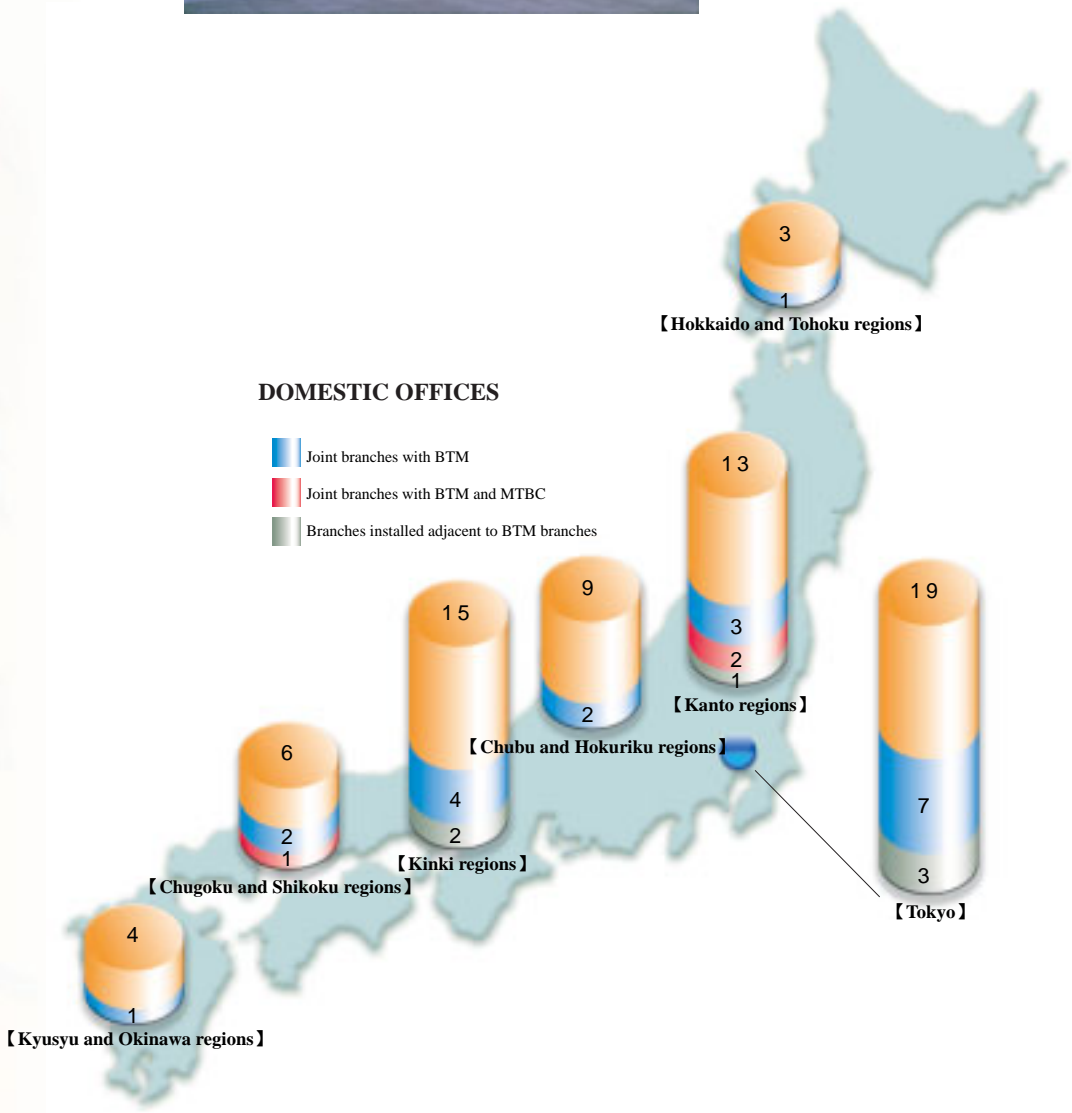 3
1
【Hokkaido and Tohoku regions】
DOMESTIC OFFICES
Joint branches with BTM
Joint branches with BTM and MTBC
Branches installed adjacent to BTM branches
13
3
2
1
【Kanto regions】
9
2
【Chubu and Hokuriku regions】
15
4
2
【Kinki regions】
19
7
3
【Tokyo】
6
2
1
【Chugoku and Shikoku regions】
4
1
【Kyusyu and Okinawa regions】